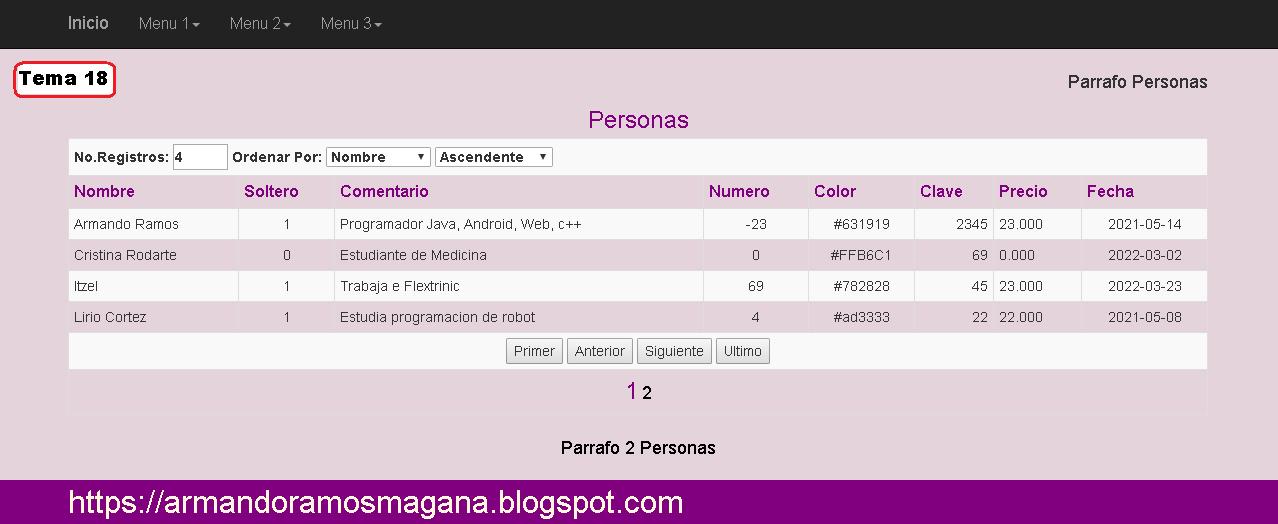 Inicio Menu 1 Menu 2 Menu 3
Tema 18
Parrafo Personas
Personas
No.Registros: 4 Ordenar Por: Nombre Ascendente
Nombre Soltero Comentario Numero Color Clave Precio Fecha
Armando Ramos 1 Programador Java, Android, Web, c++ -23 #631919 2345 23.000 2021-05-14
Cristina Rodarte 0 Estudiante de Medicina 0 #FFB6C1 69 0.000 2022-03-02
Itzel 1 Trabaja e Flextrinic 69 #782828 45 23.000 2022-03-23
Lirio Cortez 1 Estudia programacion de robot 4 #ad3333 22 22.000 2021-05-08
Primer Anterior Siguiente Ultimo
1 2
Parrafo 2 Personas
https://armandoramosmagana.blogspot.com